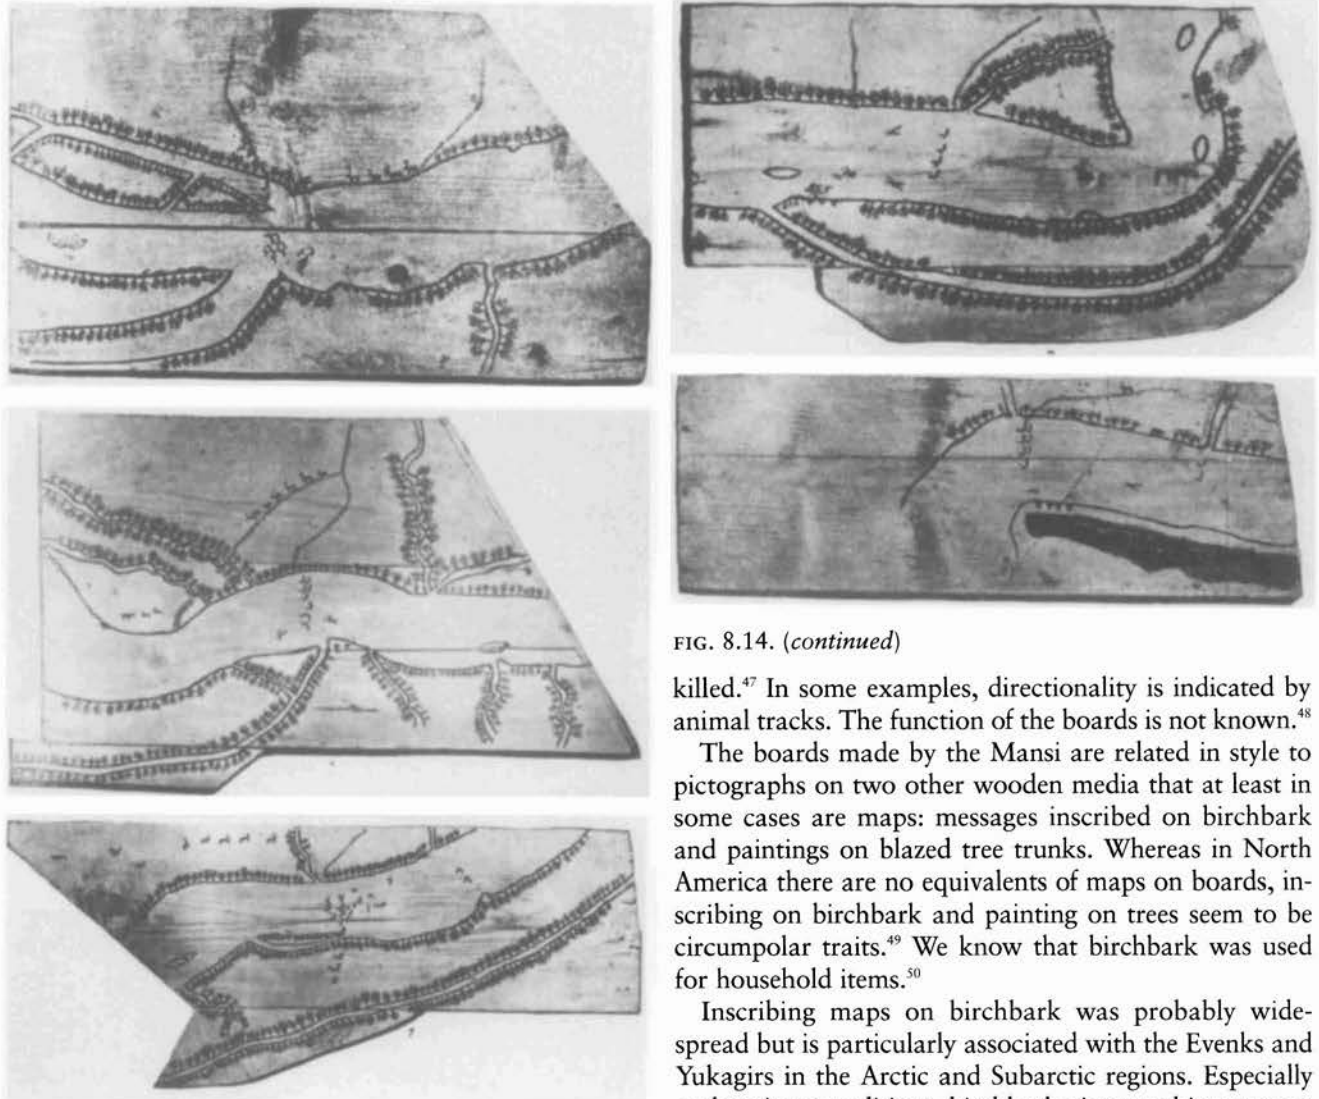 FIG. 8.14. (continued)
killed.⁴⁷ In some examples, directionality is indicated by
animal tracks. The function of the boards is not known.⁴⁸
The boards made by the Mansi are related in style to
pictographs on two other wooden media that at least in
some cases are maps: messages inscribed on birchbark
and paintings on blazed tree trunks. Whereas in North
America there are no equivalents of maps on boards, in-
scribing on birchbark and painting on trees seem to be
circumpolar traits.⁴⁹ We know that birchbark was used
for household items.⁵⁰
Inscribing maps on birchbark was probably wide-
spread but is particularly associated with the Evenks and
Yukagirs in the Arctic and Subarctic regions. Especially